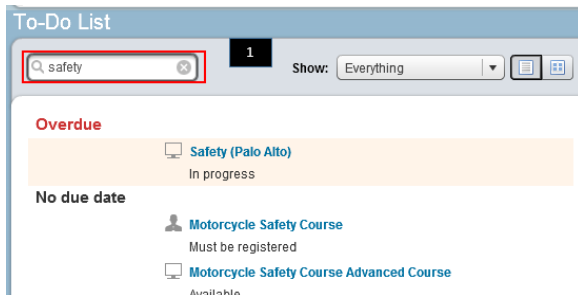 To-Do List
safety
1
Show: Everything
Overdue
Safety (Palo Alto)
In progress
No due date
Motorcycle Safety Course
Must be registered
Motorcycle Safety Course Advanced Course
Available